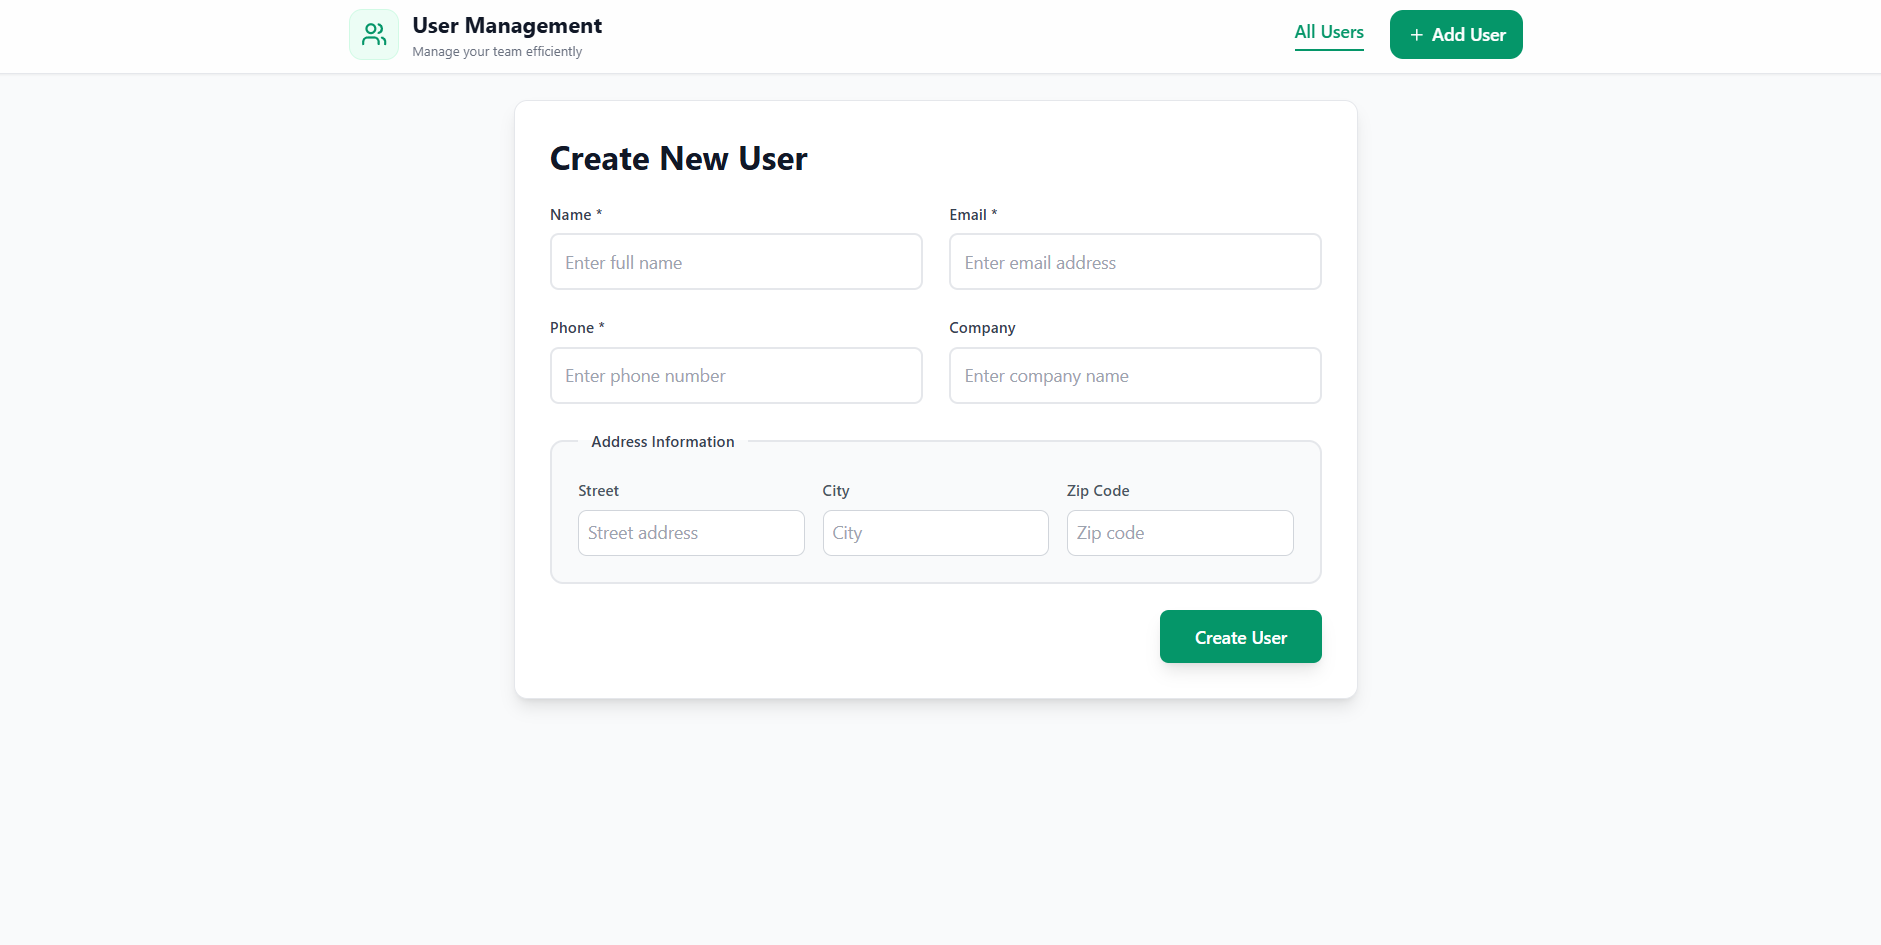 User Management
Manage your team efficiently
All Users
+ Add User
Create New User
Name *
Email *
Enter full name
Enter email address
Phone *
Company
Enter phone number
Enter company name
Address Information
Street
City
Zip Code
Street address
City
Zip code
Create User